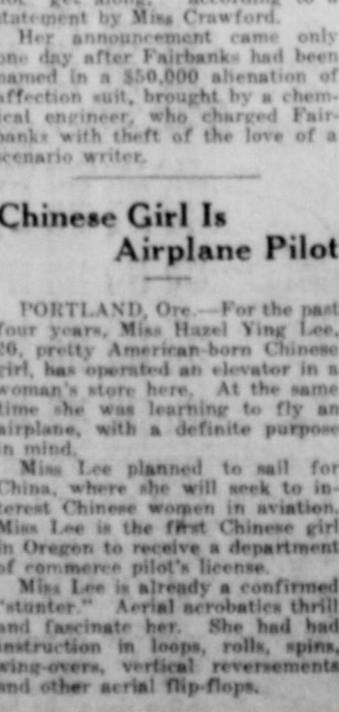 statement by Miss Crawford.
Her announcement came only
one day after Fairbanks had been
named in a $50,000 alienation of
affection suit, brought by a chem-
ical engineer, who charged Fair-
banks with theft of the love of a
scenario writer.
Chinese Girl Is
Airplane Pilot
PORTLAND, Ore.—For the past
four years, Miss Hazel Ying Lee,
20, pretty American-born Chinese
girl, has operated an elevator in a
woman's store here. At the same
time she was learning to fly an
airplane, with a definite purpose
in mind.
Miss Lee planned to sail for
China, where she will seek to in-
terest Chinese women in aviation.
Miss Lee is the first Chinese girl
in Oregon to receive a department
of commerce pilot's license.
Miss Lee is already a confirmed
"stunter." Aerial acrobatics thrill
and fascinate her. She had had
instruction in loops, rolls, spins,
wing-overs, vertical reversements
and other aerial flip-flops.